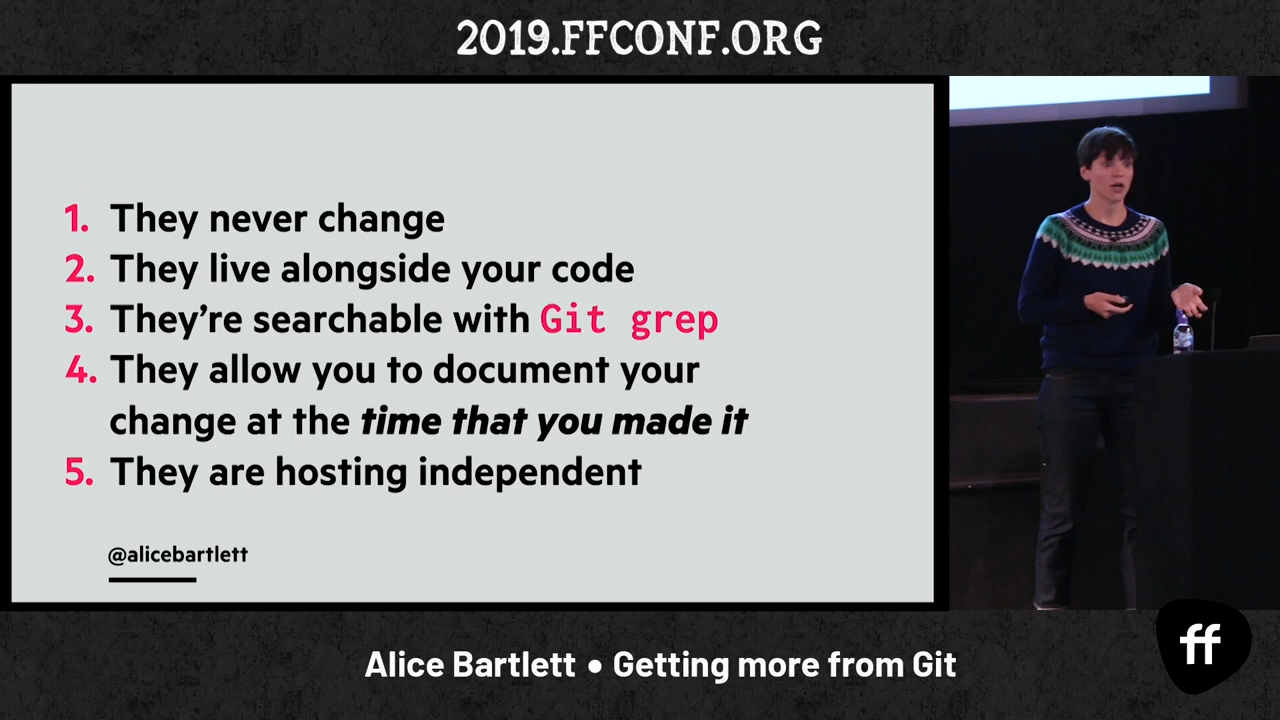 2019.FFCONF.ORG
1. They never change
2. They live alongside your code
3. They're searchable with Git grep
4. They allow you to document your
change at the time that you made it
5. They are hosting independent
@alicebartlett
Alice Bartlett • Getting more from Git
ff